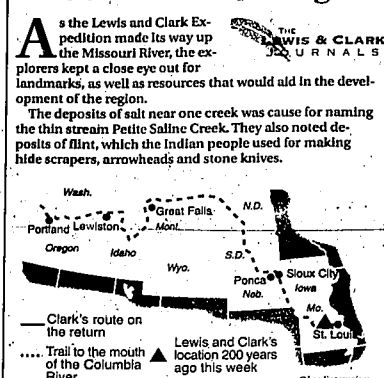 As the Lewis and Clark Ex-
pedition made its way up
the Missouri River, the ex-
plorers kept a close eye out for
landmarks, as well as resources that would aid in the devel-
opment of the region.
THE
LEWIS & CLARK
JOURNALS
The deposits of salt near one creek was cause for naming
the thin stream Petite Saline Creek. They also noted de-
posits of flint, which the Indian people used for making
hide scrapers, arrowheads and stone knives.
Wash.
Great Falls
N.D.
Portland Lewiston
Mont.
Oregon
Idaho
S.D.
Wyo.
Ponca
Sioux City
Neb.
Iowa
Mo.
St. Louis
Clark's route on
the return
Trail to the mouth
of the Columbia
River
Lewis and Clark's
location 200 years
ago this week